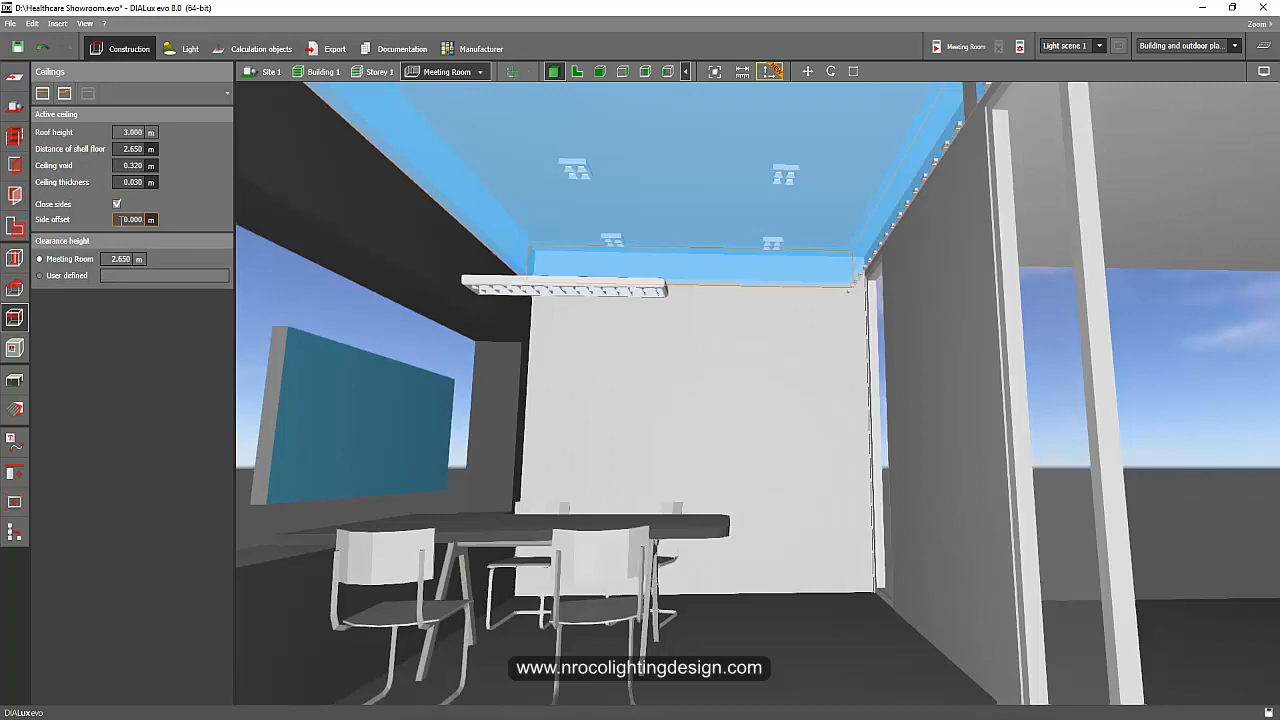 D:\Healthcare Showroom.evo* - DIALux evo 8.0 (64-bit)
File Edit Insert View ?
Zoom
Construction Light Calculation objects Export Documentation Manufacturer
Meeting Room Light scene 1 Building and outdoor pla...
Ceilings
Site 1 Building 1 Storey 1 Meeting Room
Active ceiling
Roof height 3.000 m
Distance of shell floor 2.650 m
Ceiling void 0.320 m
Ceiling thickness 0.030 m
Close sides
Side offset 0.000 m
Clearance height
Meeting Room 2.650 m
User defined
www.nrocolightingdesign.com
DIALux evo